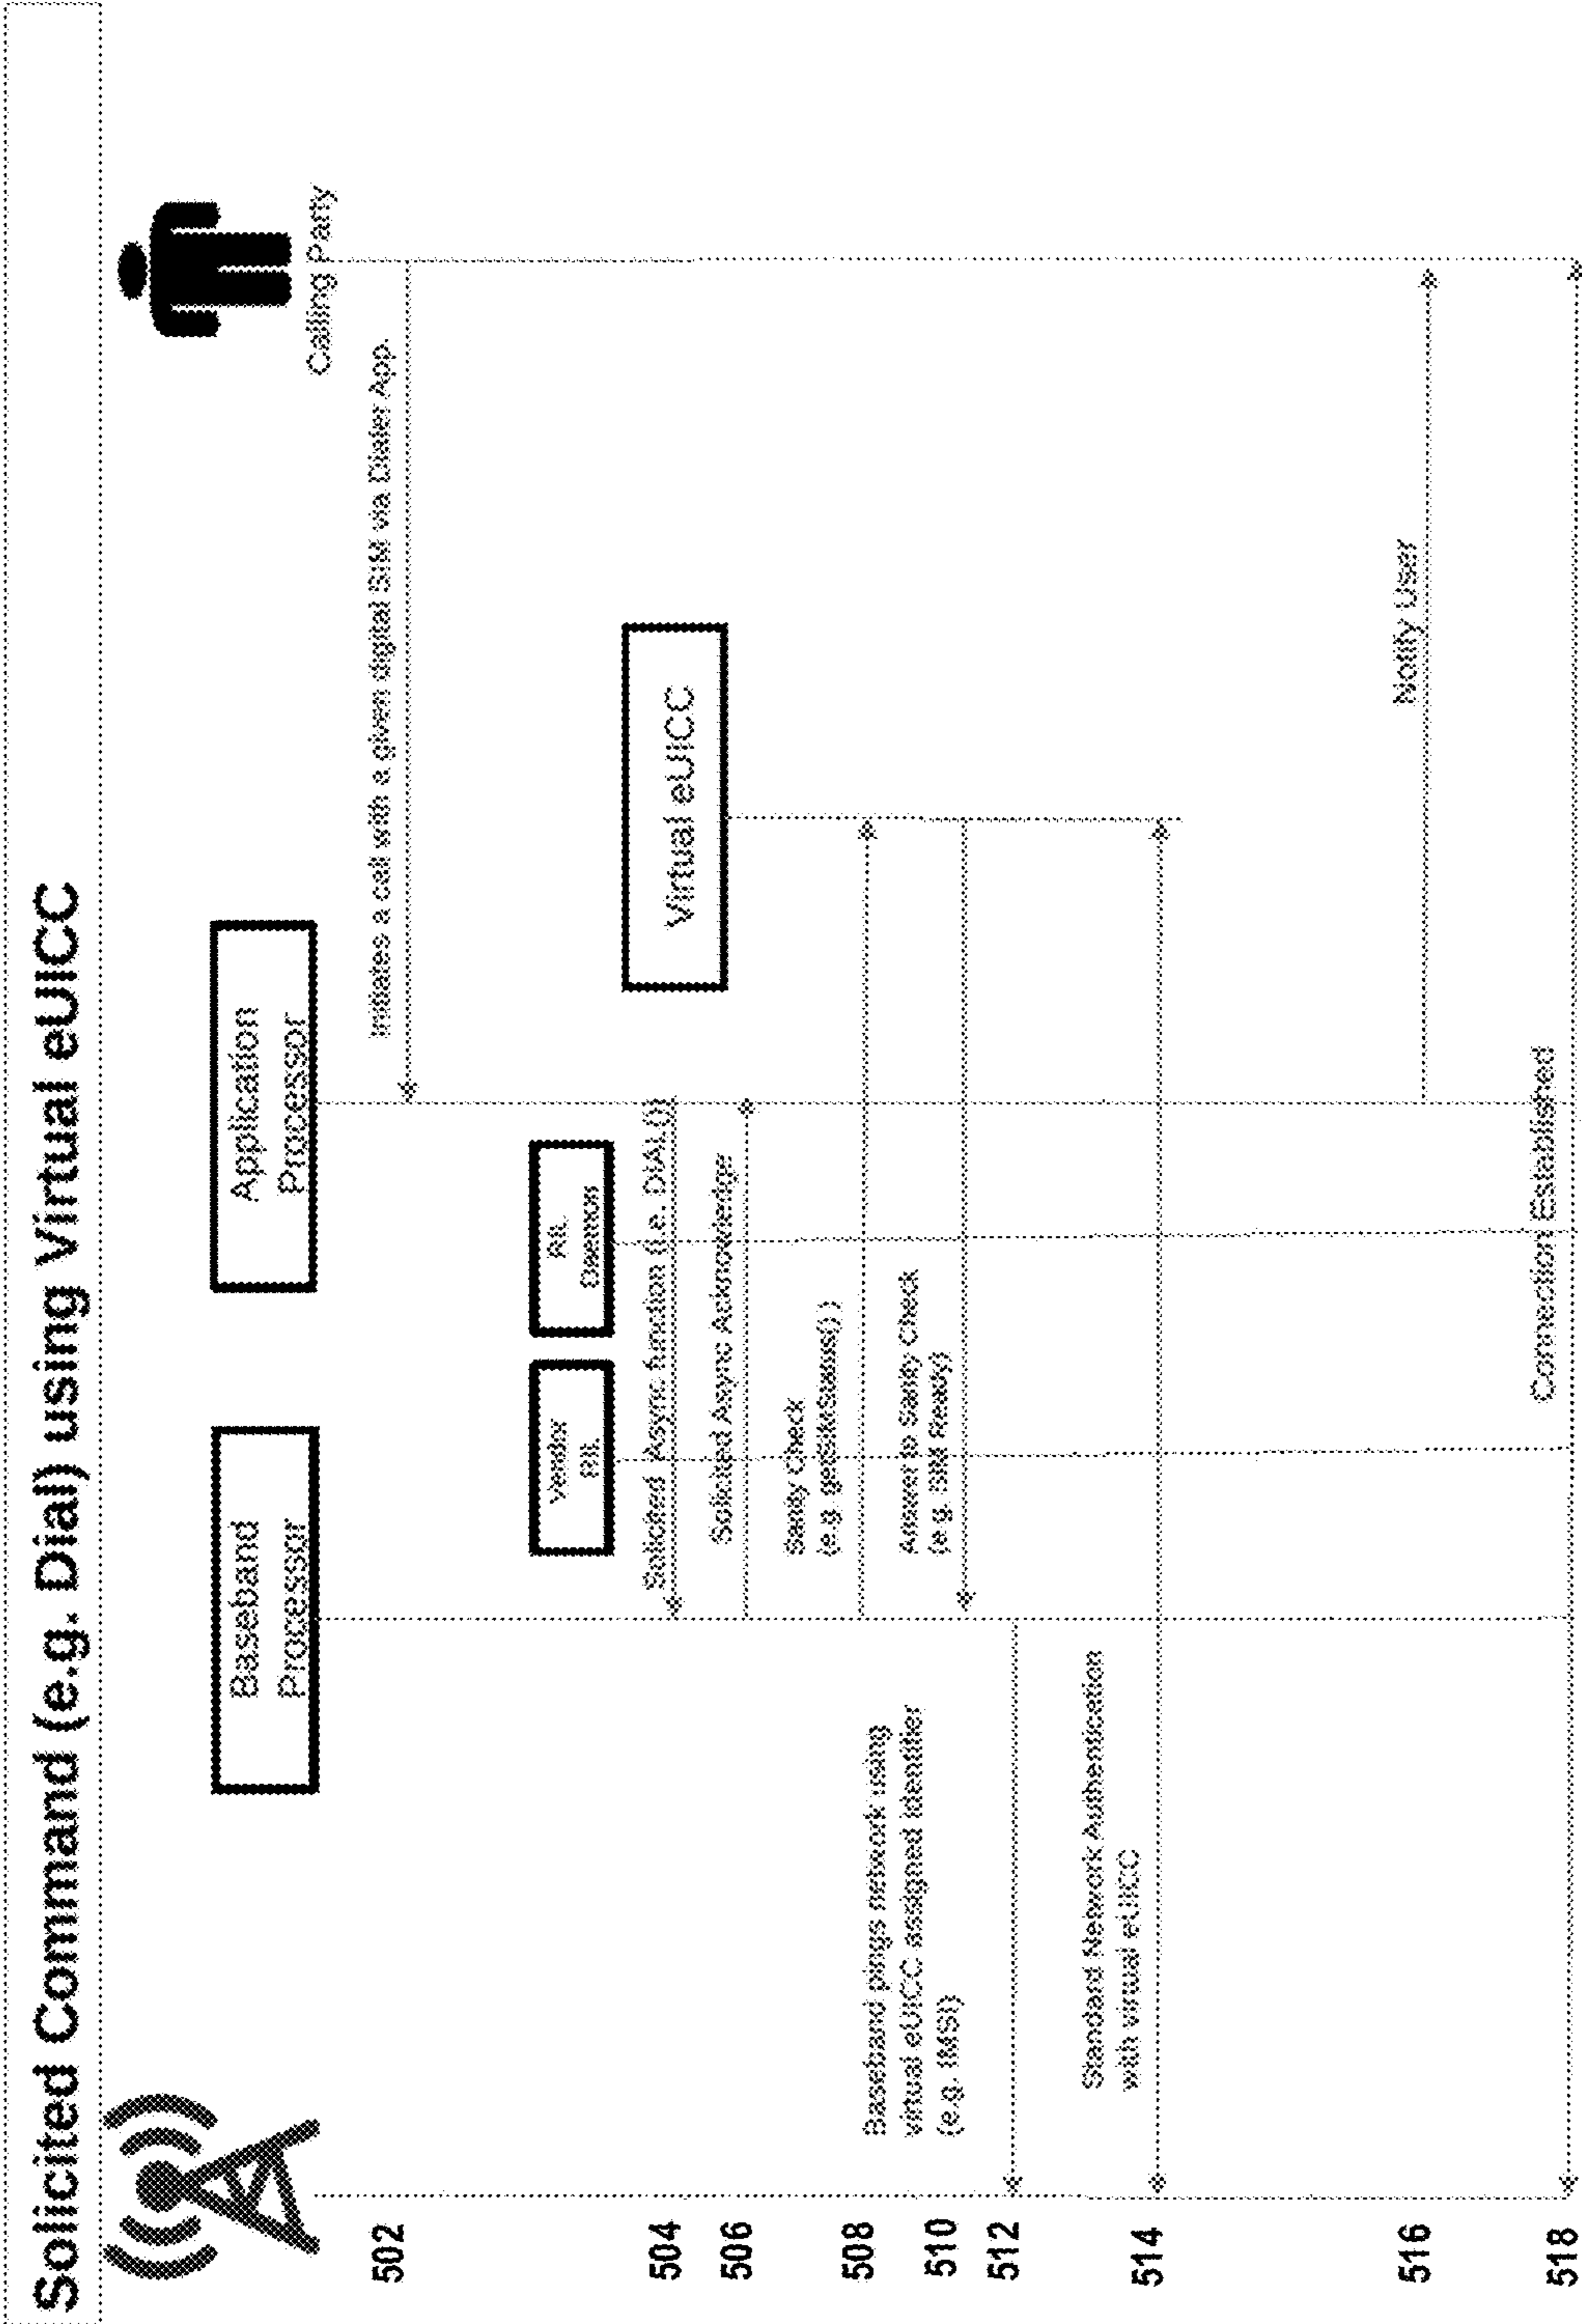 Solicited Command (e.g. Dial) using Virtual eUICC
Baseband
Processor
Application
Processor
Calling Party
502
Initiates a call with a given digital SIM via Dialer App.
Vendor
RIL
RIL
Daemon
Virtual eUICC
504
Solicited Async function (i.e. DIAL())
506
Solicited Async Acknowledge
508
Sanity Check
(e.g. getSimStatus( )
510
Answer to Sanity Check
(e.g. SIM Ready)
512
Baseband pings network using
virtual eUICC assigned identifier
(e.g. IMSI)
514
Standard Network Authentication
with virtual eUICC
516
Notify User
518
Connection Established